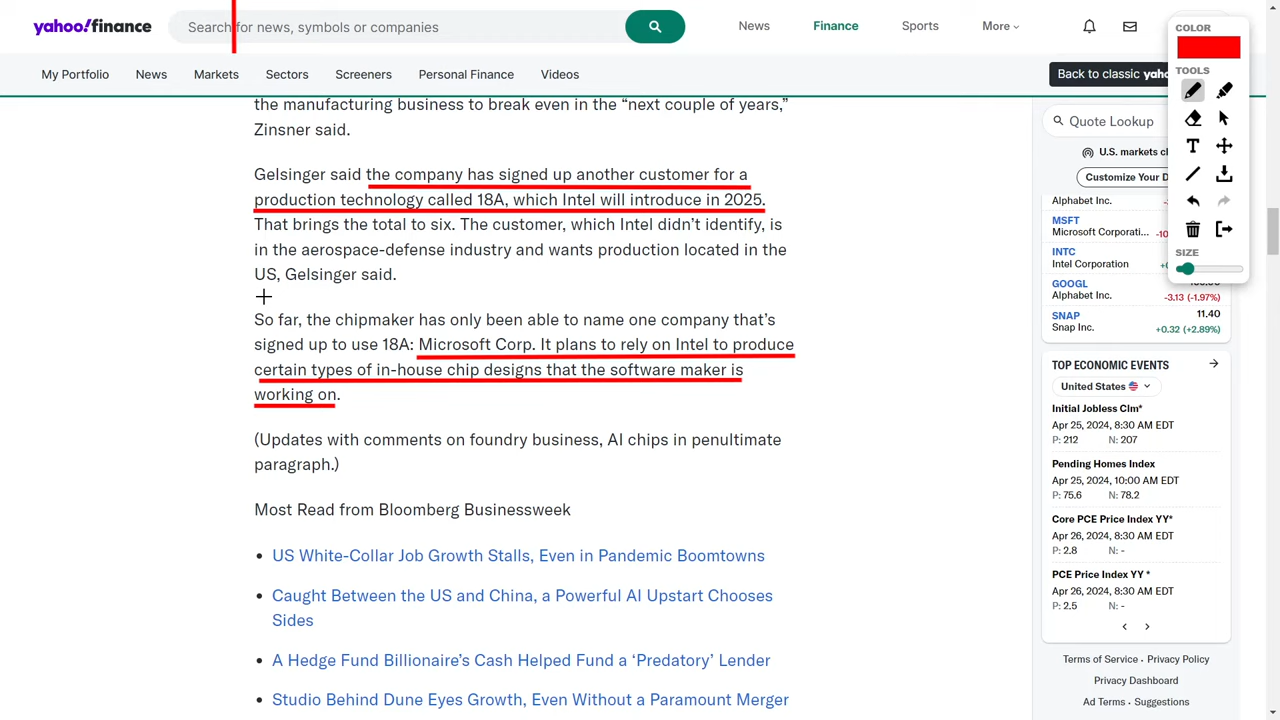 yahoo!finance
Search for news, symbols or companies
News
Finance
Sports
More
My Portfolio
News
Markets
Sectors
Screeners
Personal Finance
Videos
Back to classic
COLOR
TOOLS
SIZE
the manufacturing business to break even in the “next couple of years,”
Zinsner said.
Gelsinger said the company has signed up another customer for a
production technology called 18A, which Intel will introduce in 2025.
That brings the total to six. The customer, which Intel didn’t identify, is
in the aerospace-defense industry and wants production located in the
US, Gelsinger said.
So far, the chipmaker has only been able to name one company that’s
signed up to use 18A: Microsoft Corp. It plans to rely on Intel to produce
certain types of in-house chip designs that the software maker is
working on.
(Updates with comments on foundry business, AI chips in penultimate
paragraph.)
Most Read from Bloomberg Businessweek
• US White-Collar Job Growth Stalls, Even in Pandemic Boomtowns
• Caught Between the US and China, a Powerful AI Upstart Chooses
Sides
• A Hedge Fund Billionaire’s Cash Helped Fund a ‘Predatory’ Lender
• Studio Behind Dune Eyes Growth, Even Without a Paramount Merger
Quote Lookup
U.S. markets
Customize Your
Alphabet Inc.
MSFT
Microsoft Corporati...
INTC
Intel Corporation
GOOGL
Alphabet Inc. -3.13 (-1.97%)
SNAP 11.40
Snap Inc. +0.32 (+2.89%)
TOP ECONOMIC EVENTS
United States
Initial Jobless Clm*
Apr 25, 2024, 8:30 AM EDT
P: 212 N: 207
Pending Homes Index
Apr 25, 2024, 10:00 AM EDT
P: 75.6 N: 78.2
Core PCE Price Index YY*
Apr 26, 2024, 8:30 AM EDT
P: 2.8 N: -
PCE Price Index YY *
Apr 26, 2024, 8:30 AM EDT
P: 2.5 N: -
Terms of Service • Privacy Policy
Privacy Dashboard
Ad Terms • Suggestions